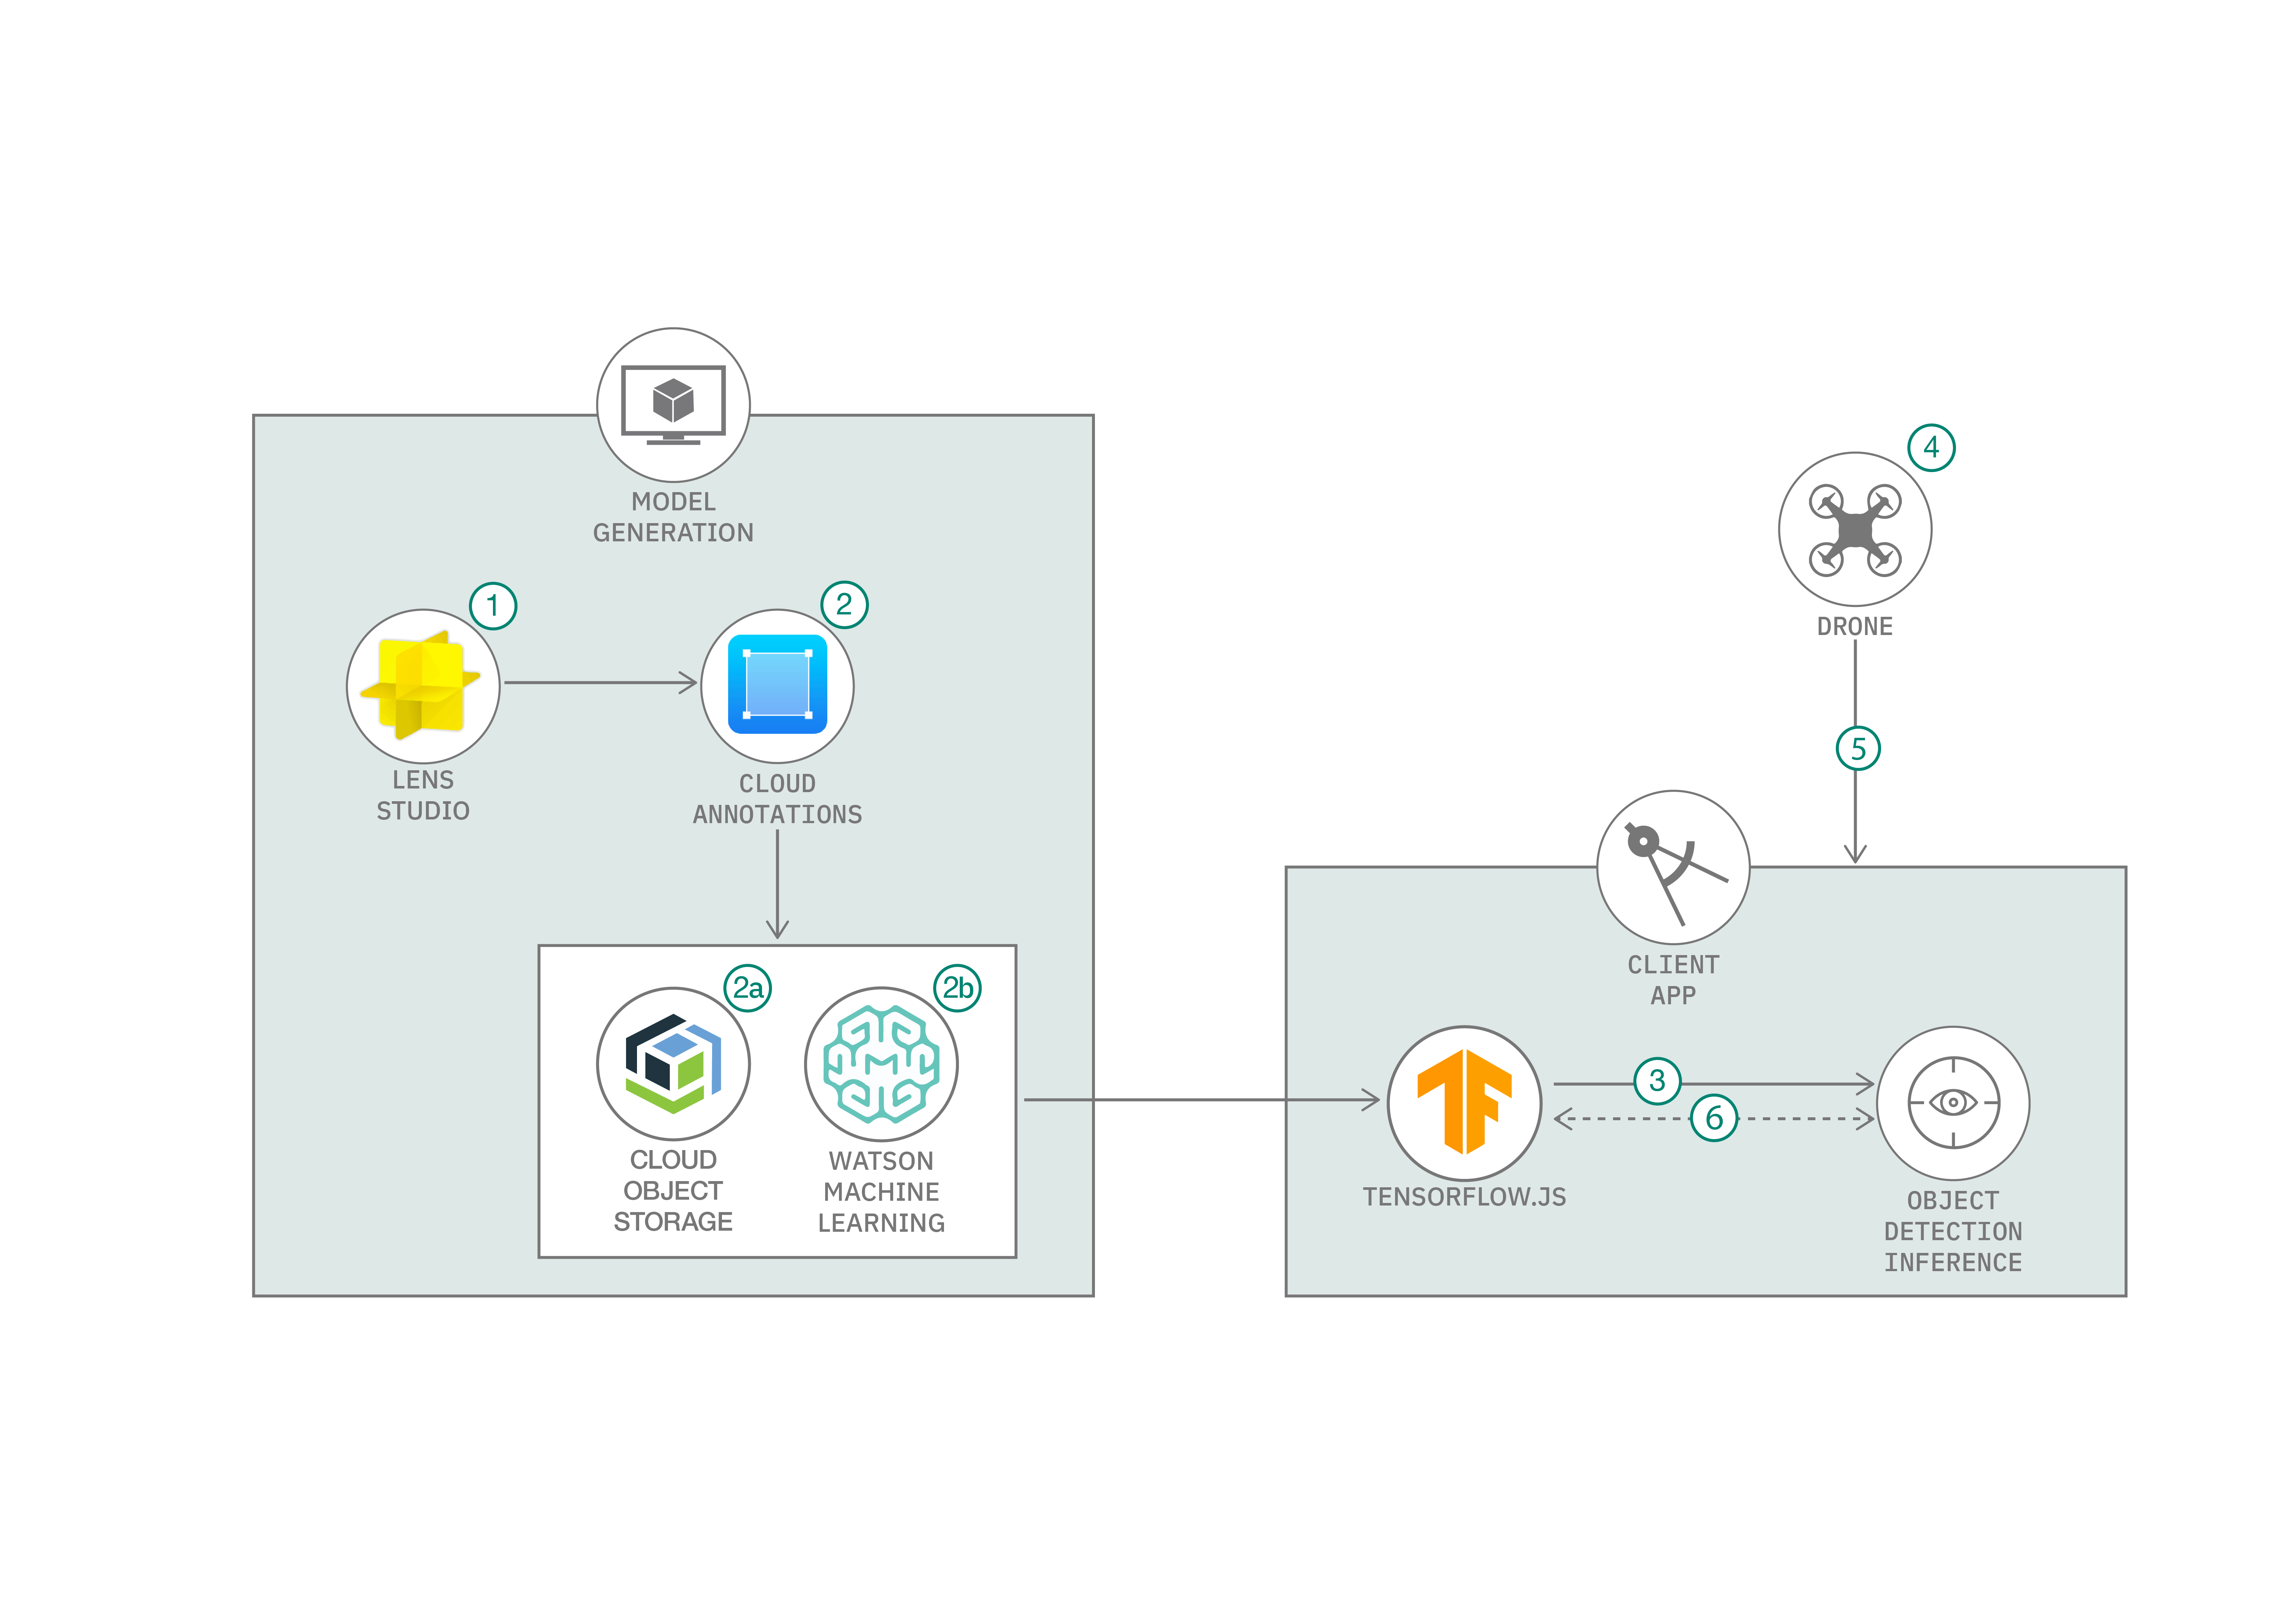 MODEL
GENERATION
1
2
LENS
STUDIO
CLOUD
ANNOTATIONS
2a
2b
CLOUD
OBJECT
STORAGE
WATSON
MACHINE
LEARNING
4
DRONE
5
CLIENT
APP
3
6
TENSORFLOW.JS
OBJECT
DETECTION
INFERENCE